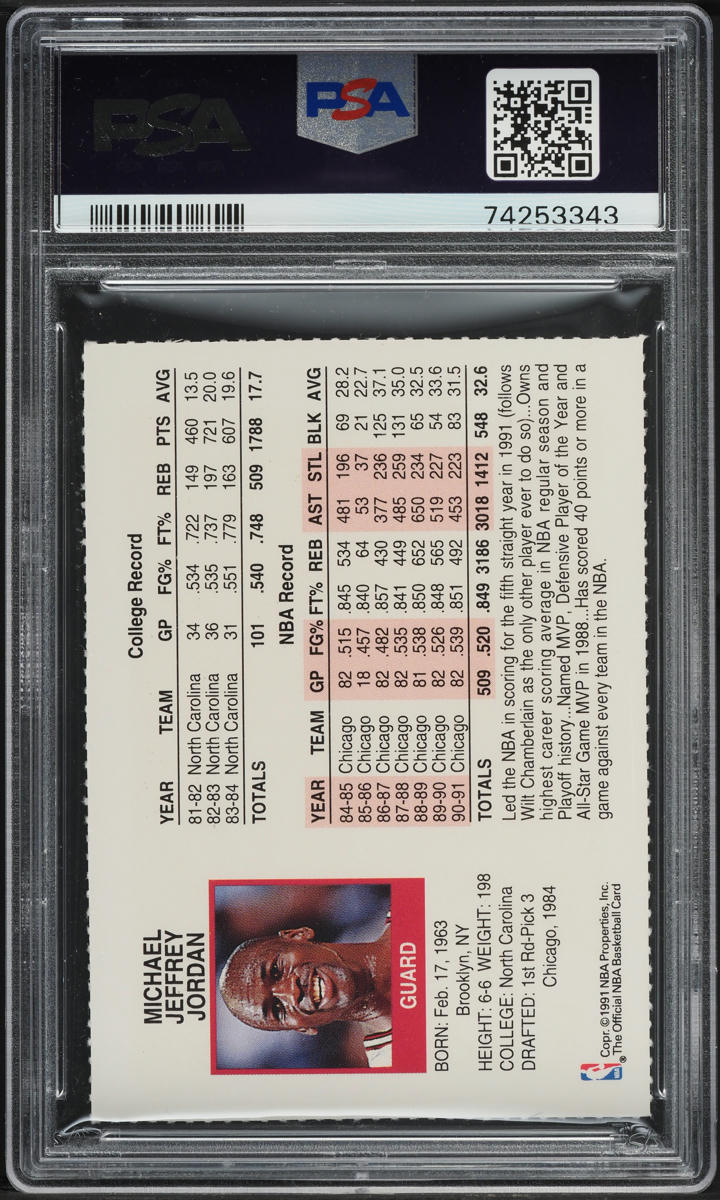 PSA
PSA
74253343
MICHAEL
JEFFREY
JORDAN
GUARD
BORN: Feb. 17, 1963
Brooklyn, NY
HEIGHT: 6-6 WEIGHT: 198
COLLEGE: North Carolina
DRAFTED: 1st Rd-Pick 3
Chicago, 1984
NBA
Copr. ©1991 NBA Properties, Inc.
® The Official NBA Basketball Card
College Record
YEAR TEAM GP FG% FT% REB PTS AVG
81-82 North Carolina 34 .534 .722 149 460 13.5
82-83 North Carolina 36 .535 .737 197 721 20.0
83-84 North Carolina 31 .551 .779 163 607 19.6
TOTALS 101 .540 .748 509 1788 17.7
NBA Record
YEAR TEAM GP FG% FT% REB AST STL BLK AVG
84-85 Chicago 82 .515 .845 534 481 196 69 28.2
85-86 Chicago 18 .457 .840 64 53 37 21 22.7
86-87 Chicago 82 .482 .857 430 377 236 125 37.1
87-88 Chicago 82 .535 .841 449 485 259 131 35.0
88-89 Chicago 81 .538 .850 652 650 234 65 32.5
89-90 Chicago 82 .526 .848 565 519 227 54 33.6
90-91 Chicago 82 .539 .851 492 453 223 83 31.5
TOTALS 509 .520 .849 3186 3018 1412 548 32.6
Led the NBA in scoring for the fifth straight year in 1991 (follows
Wilt Chamberlain as the only other player ever to do so)...Owns
highest career scoring average in NBA regular season and
Playoff history...Named MVP, Defensive Player of the Year and
All-Star Game MVP in 1988...Has scored 40 points or more in a
game against every team in the NBA.